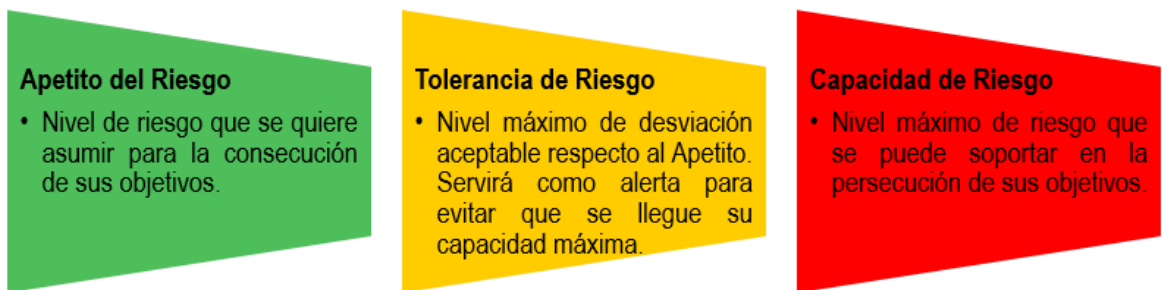 Apetito del Riesgo
• Nivel de riesgo que se quiere
asumir para la consecución
de sus objetivos.
Tolerancia de Riesgo
• Nivel máximo de desviación
aceptable respecto al Apetito.
Servirá como alerta para
evitar que se llegue su
capacidad máxima.
Capacidad de Riesgo
• Nivel máximo de riesgo que
se puede soportar en la
persecución de sus objetivos.